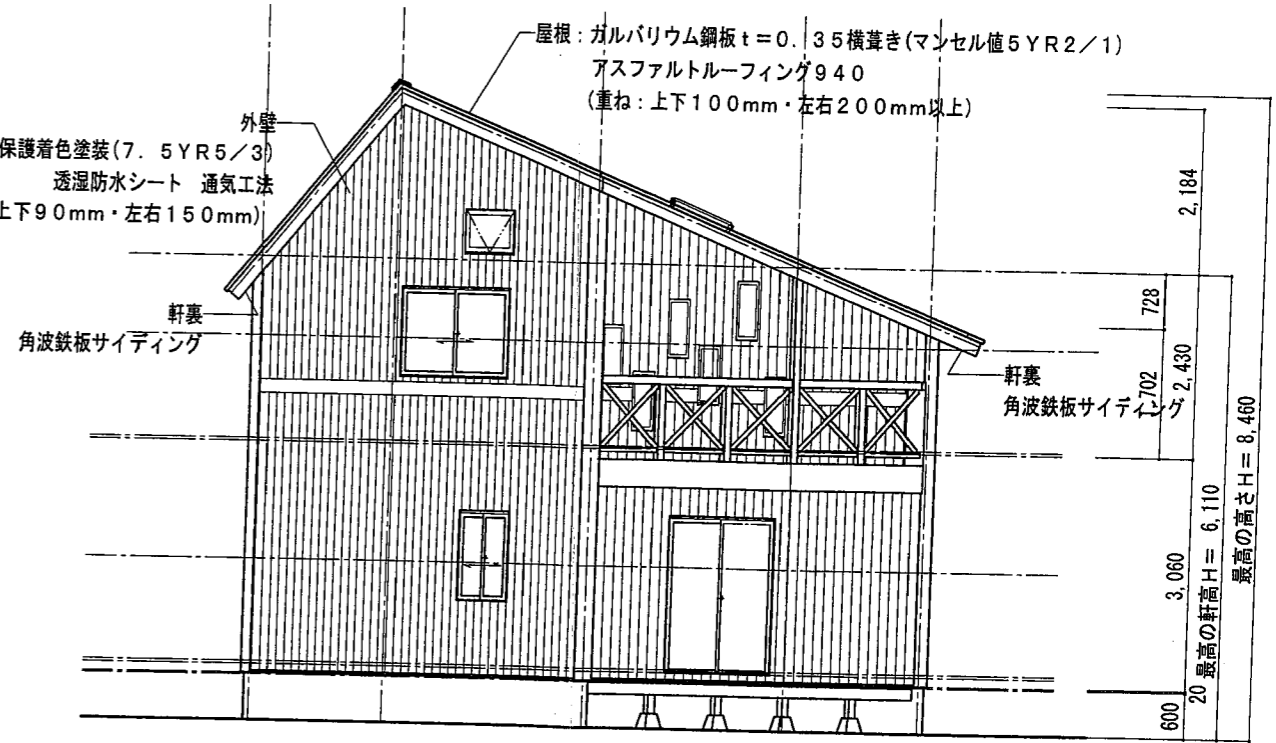 屋根：ガルバリウム鋼板ｔ＝０．３５横葺き(マンセル値５ＹＲ２／１)
アスファルトルーフィング９４０
(重ね：上下１００mm・左右２００mm以上)
外壁
保護着色塗装(７．５ＹＲ５／３)
透湿防水シート　通気工法
上下９０mm・左右１５０mm)
軒裏
角波鉄板サイディング
軒裏
角波鉄板サイディング
2,184
728
1,702
2,430
3,060
20
600
最高の軒高Ｈ＝ 6,110
最高の高さＨ＝ 8,460